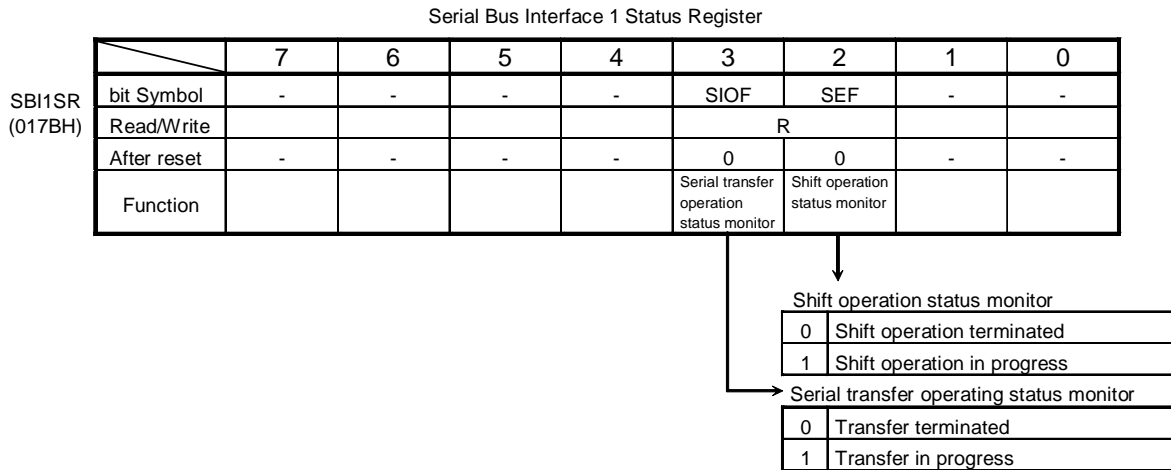 Serial Bus Interface 1 Status Register
7 6 5 4 3 2 1 0
SBI1SR
(017BH)
bit Symbol - - - - SIOF SEF - -
Read/Write R
After reset - - - - 0 0 - -
Function
Serial transfer
operation
status monitor
Shift operation
status monitor
Shift operation status monitor
0 Shift operation terminated
1 Shift operation in progress
Serial transfer operating status monitor
0 Transfer terminated
1 Transfer in progress